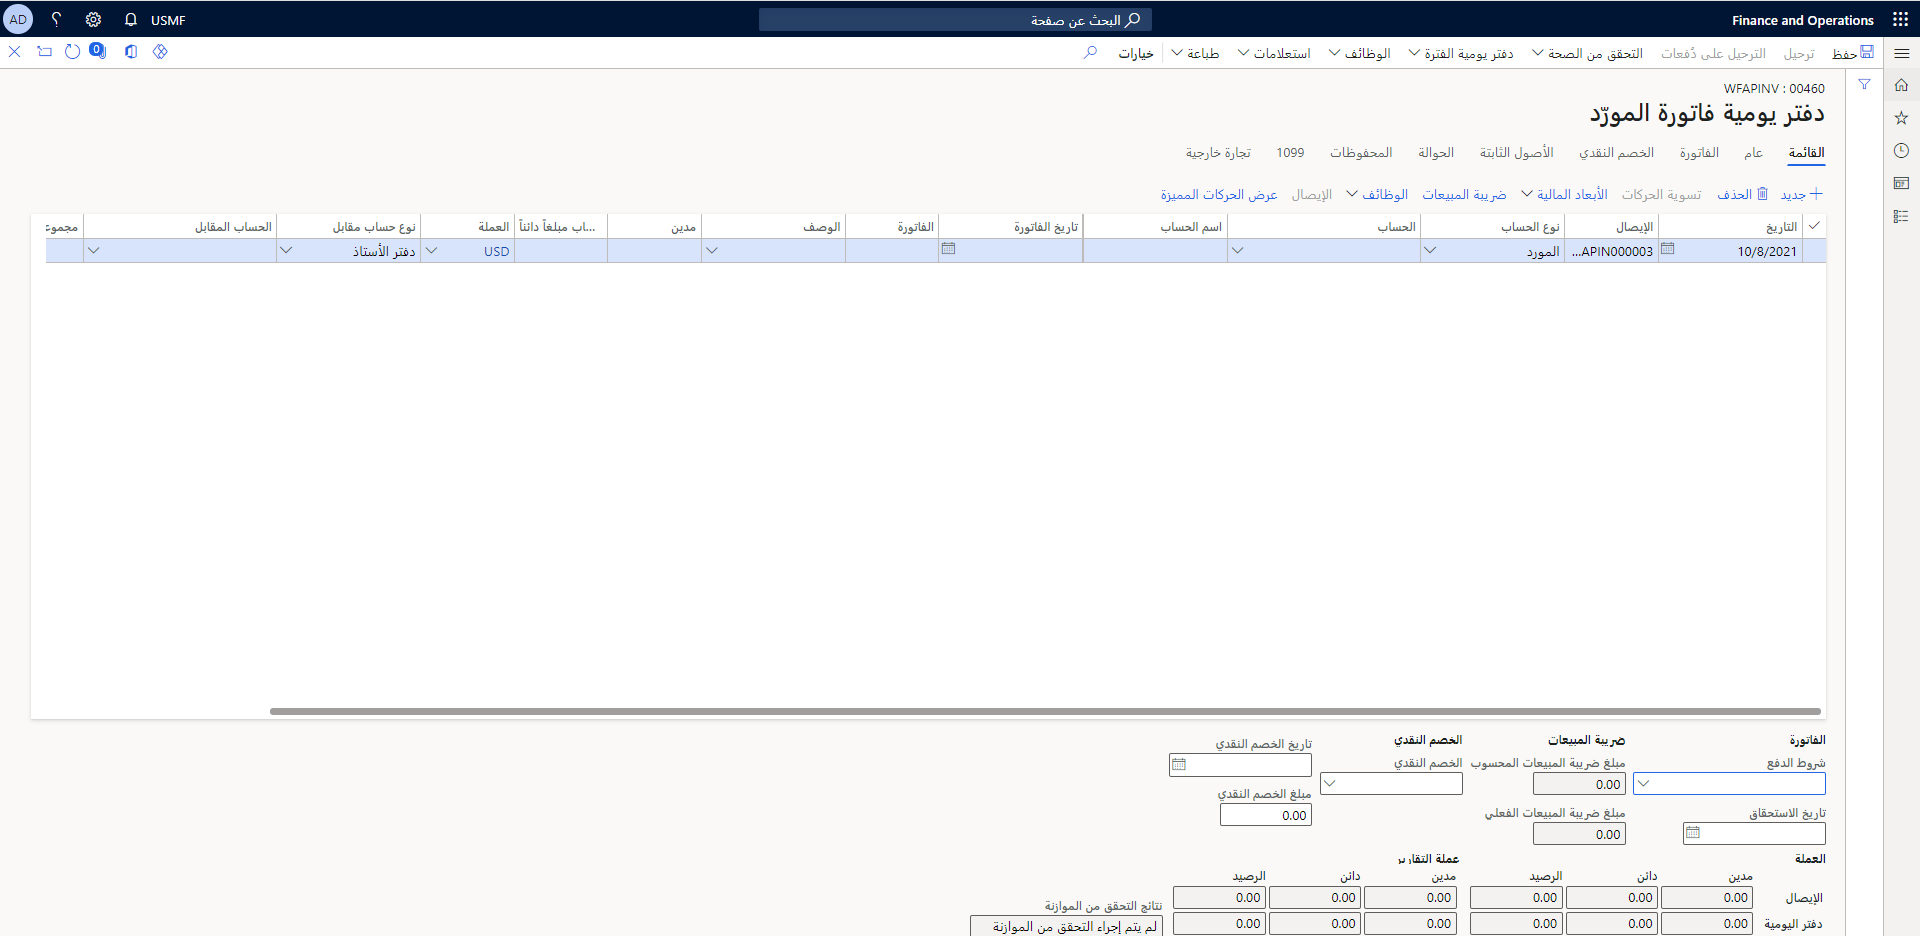 Finance and Operations
البحث عن صفحة
USMF
AD
حفظ
ترحيل
الترحيل على دُفعات
التحقق من الصحة
دفتر يومية الفترة
الوظائف
استعلامات
طباعة
خيارات
0
WFAPINV : 00460
دفتر يومية فاتورة المورّد
القائمة
عام
الفاتورة
الخصم النقدي
الأصول الثابتة
الحوالة
المحفوظات
1099
تجارة خارجية
جديد
الحذف
تسوية الحركات
الأبعاد المالية
ضريبة المبيعات
الوظائف
الإيصال
عرض الحركات المميزة
التاريخ
الإيصال
نوع الحساب
الحساب
اسم الحساب
تاريخ الفاتورة
الفاتورة
الوصف
مدين
...اب مبلغاً دائناً
العملة
نوع حساب مقابل
الحساب المقابل
10/8/2021
APIN000003...
المورد
USD
دفتر الأستاذ
الفاتورة
شروط الدفع
تاريخ الاستحقاق
ضريبة المبيعات
مبلغ ضريبة المبيعات المحسوب
0.00
مبلغ ضريبة المبيعات الفعلي
0.00
الخصم النقدي
الخصم النقدي
تاريخ الخصم النقدي
مبلغ الخصم النقدي
0.00
العملة
عملة التقارير
مدين
دائن
الرصيد
مدين
دائن
الرصيد
الإيصال
0.00
0.00
0.00
0.00
0.00
0.00
دفتر اليومية
0.00
0.00
0.00
0.00
0.00
0.00
نتائج التحقق من الموازنة
لم يتم إجراء التحقق من الموازنة